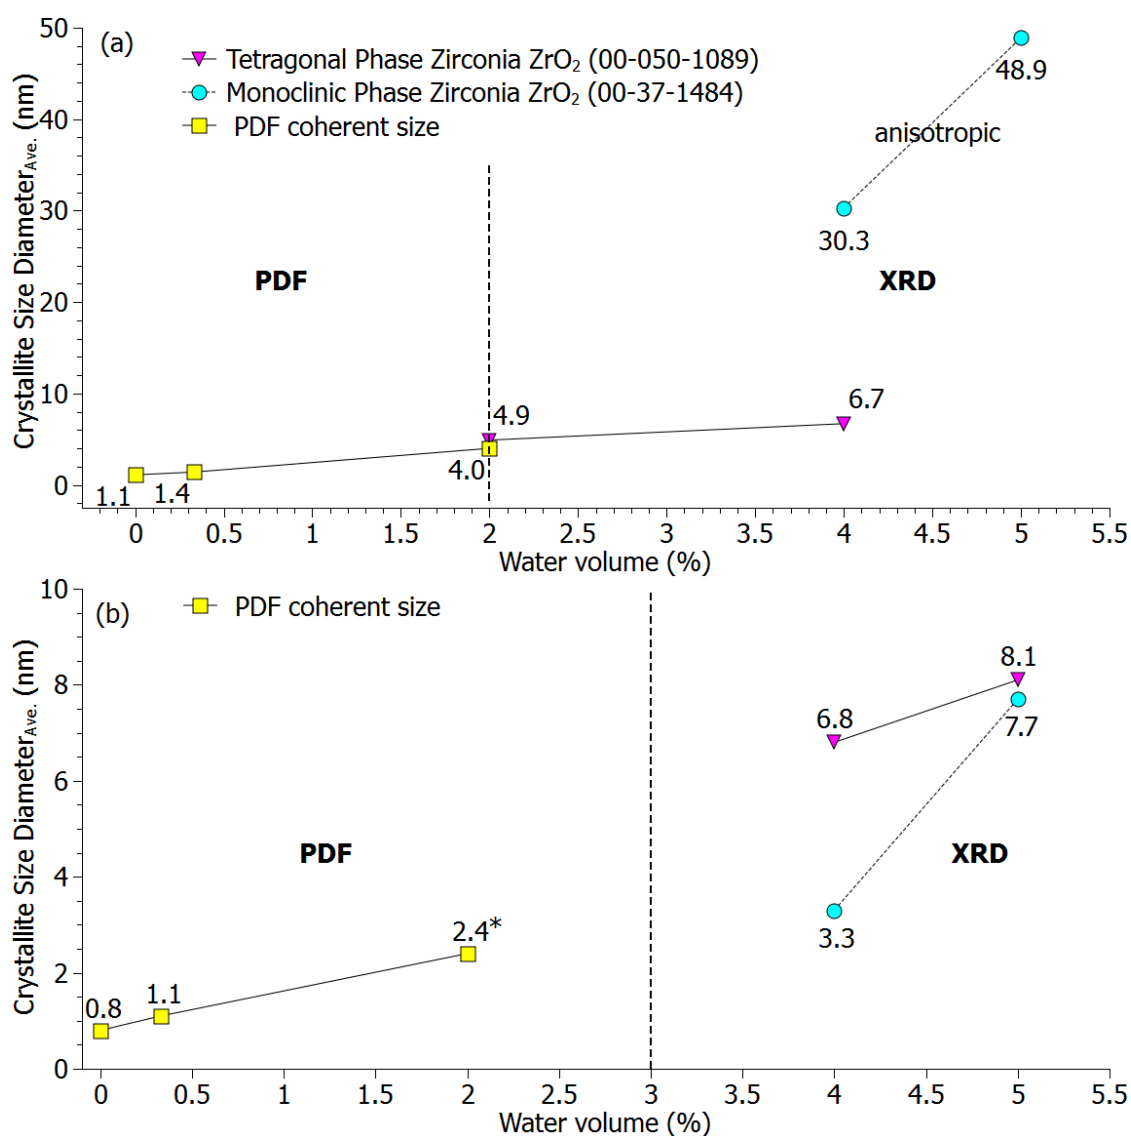 (a)
Tetragonal Phase Zirconia ZrO₂ (00-050-1089)
Monoclinic Phase Zirconia ZrO₂ (00-37-1484)
PDF coherent size
Crystallite Size Diameter Ave. (nm)
50
40
30
20
10
0
48.9
anisotropic
30.3
PDF
XRD
4.9
6.7
4.0
1.1
1.4
0 0.5 1 1.5 2 2.5 3 3.5 4 4.5 5 5.5
Water volume (%)
(b)
PDF coherent size
Crystallite Size Diameter Ave. (nm)
10
8
6
4
2
0
8.1
6.8
7.7
PDF
XRD
2.4*
3.3
0.8
1.1
0 0.5 1 1.5 2 2.5 3 3.5 4 4.5 5 5.5
Water volume (%)